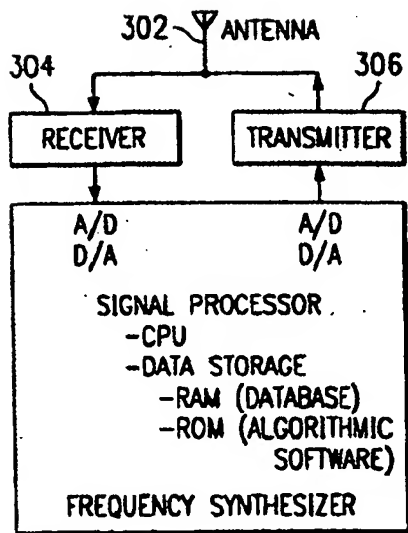 302 ANTENNA
304 306
RECEIVER TRANSMITTER
A/D A/D
D/A D/A
SIGNAL PROCESSOR
-CPU
-DATA STORAGE
-RAM (DATABASE)
-ROM (ALGORITHMIC
SOFTWARE)
FREQUENCY SYNTHESIZER